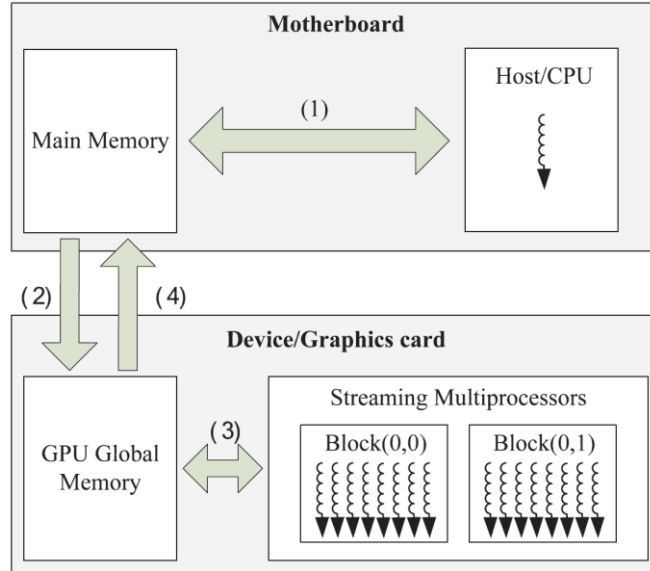 Motherboard
Main Memory
(1)
Host/CPU
(2)
(4)
Device/Graphics card
GPU Global
Memory
(3)
Streaming Multiprocessors
Block(0,0)
Block(0,1)